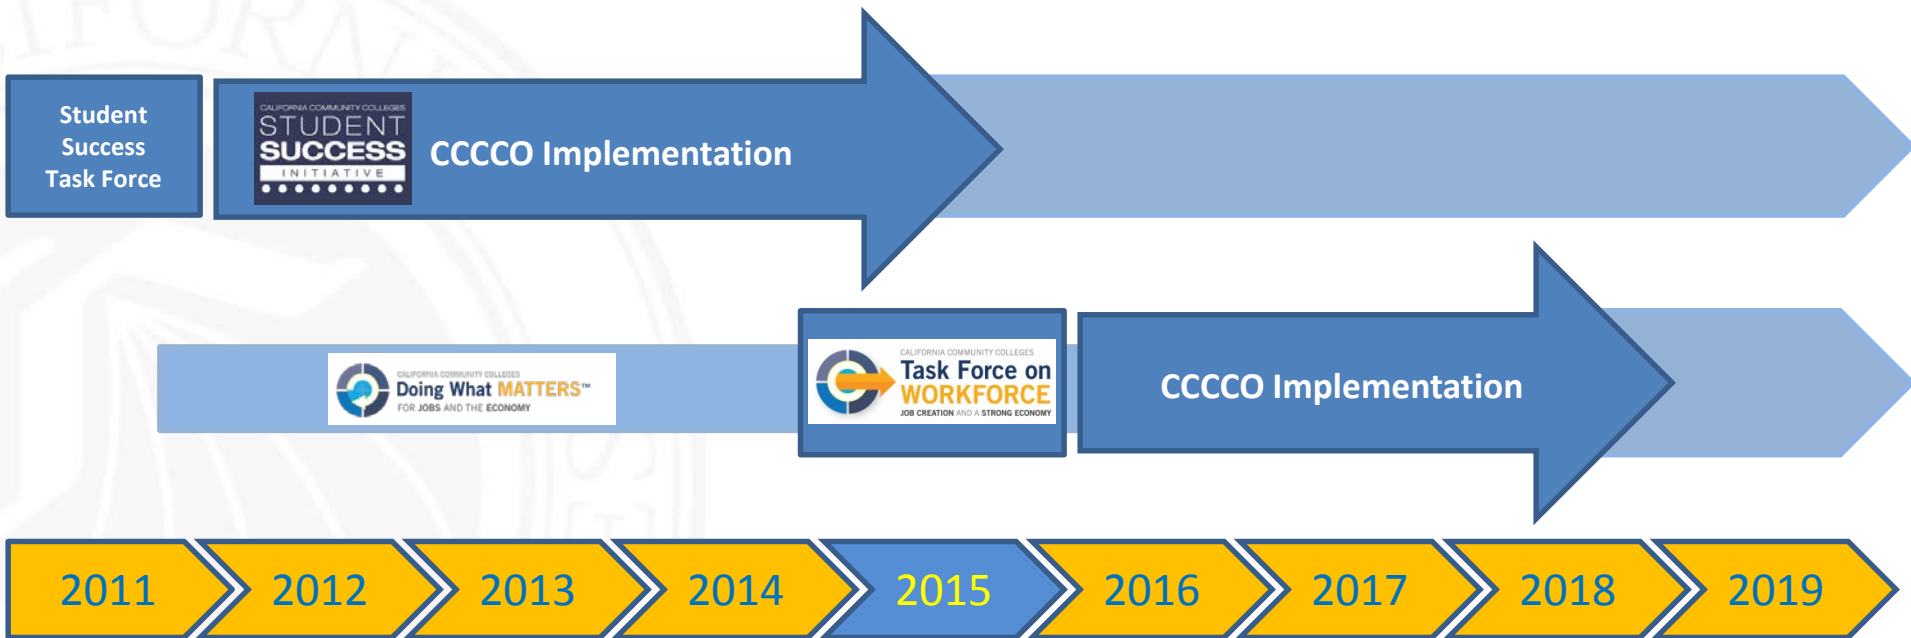 Student
Success
Task Force
CALIFORNIA COMMUNITY COLLEGES
STUDENT
SUCCESS
INITIATIVE
CCCCO Implementation
CALIFORNIA COMMUNITY COLLEGES
Doing What MATTERS™
FOR JOBS AND THE ECONOMY
CALIFORNIA COMMUNITY COLLEGES
Task Force on
WORKFORCE
JOB CREATION AND A STRONG ECONOMY
CCCCO Implementation
2011 2012 2013 2014 2015 2016 2017 2018 2019